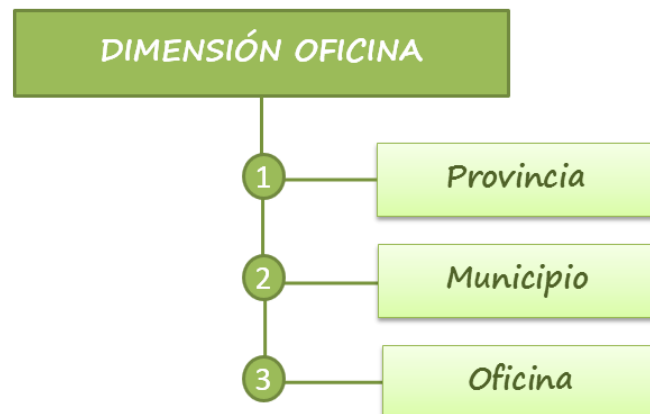 DIMENSIÓN OFICINA
1
Provincia
2
Municipio
3
Oficina